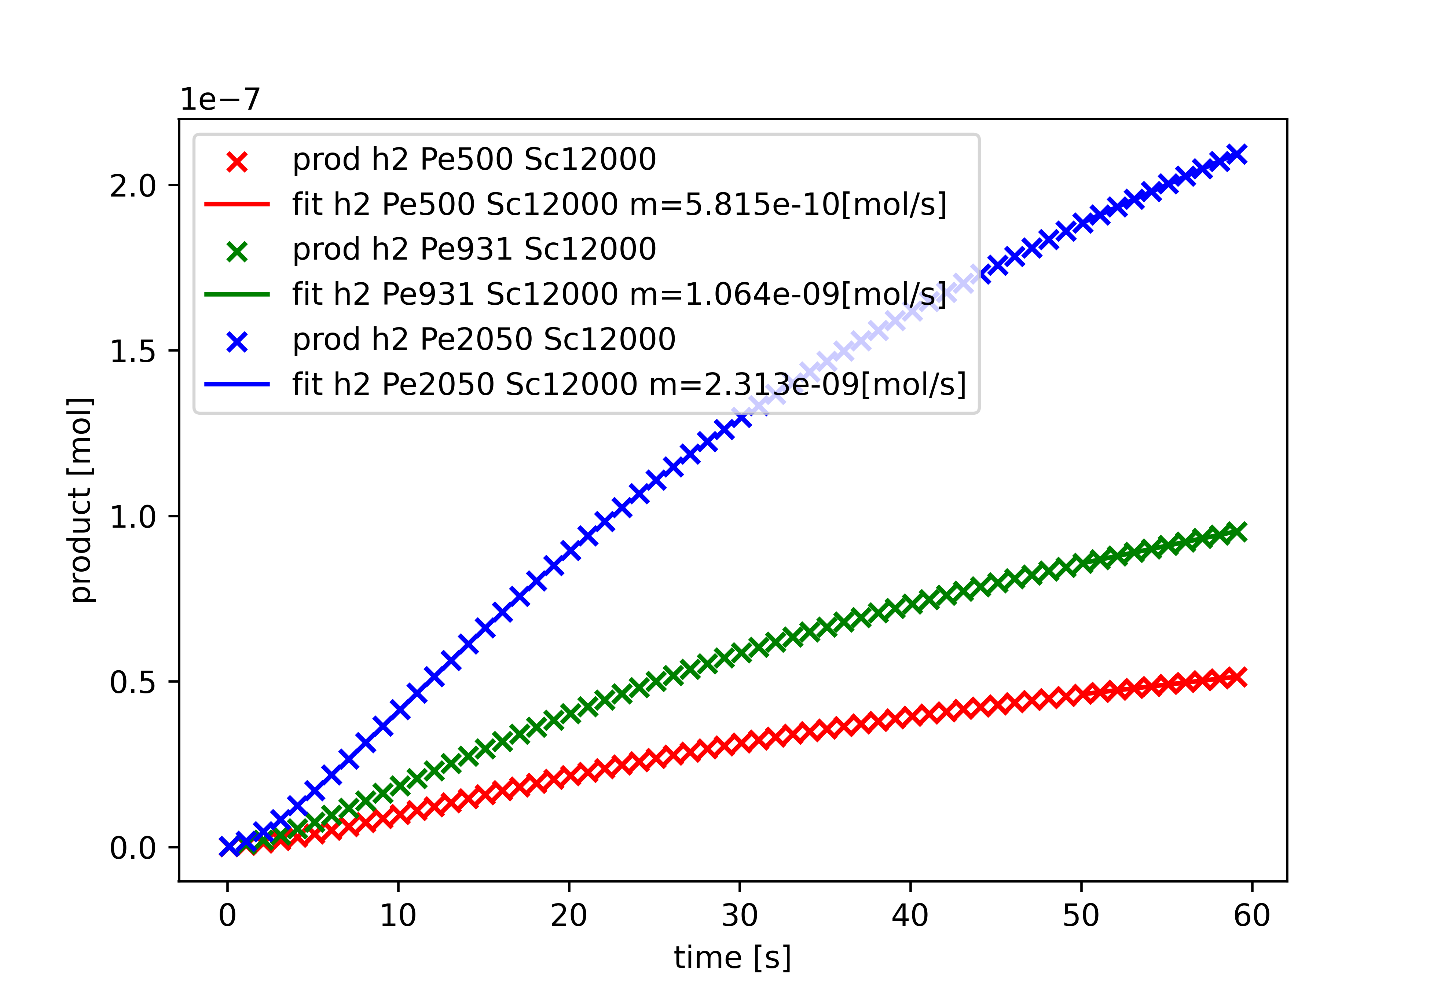 1e−7
prod h2 Pe500 Sc12000
fit h2 Pe500 Sc12000 m=5.815e-10[mol/s]
prod h2 Pe931 Sc12000
fit h2 Pe931 Sc12000 m=1.064e-09[mol/s]
prod h2 Pe2050 Sc12000
fit h2 Pe2050 Sc12000 m=2.313e-09[mol/s]
2.0
1.5
1.0
0.5
0.0
product [mol]
0 10 20 30 40 50 60
time [s]